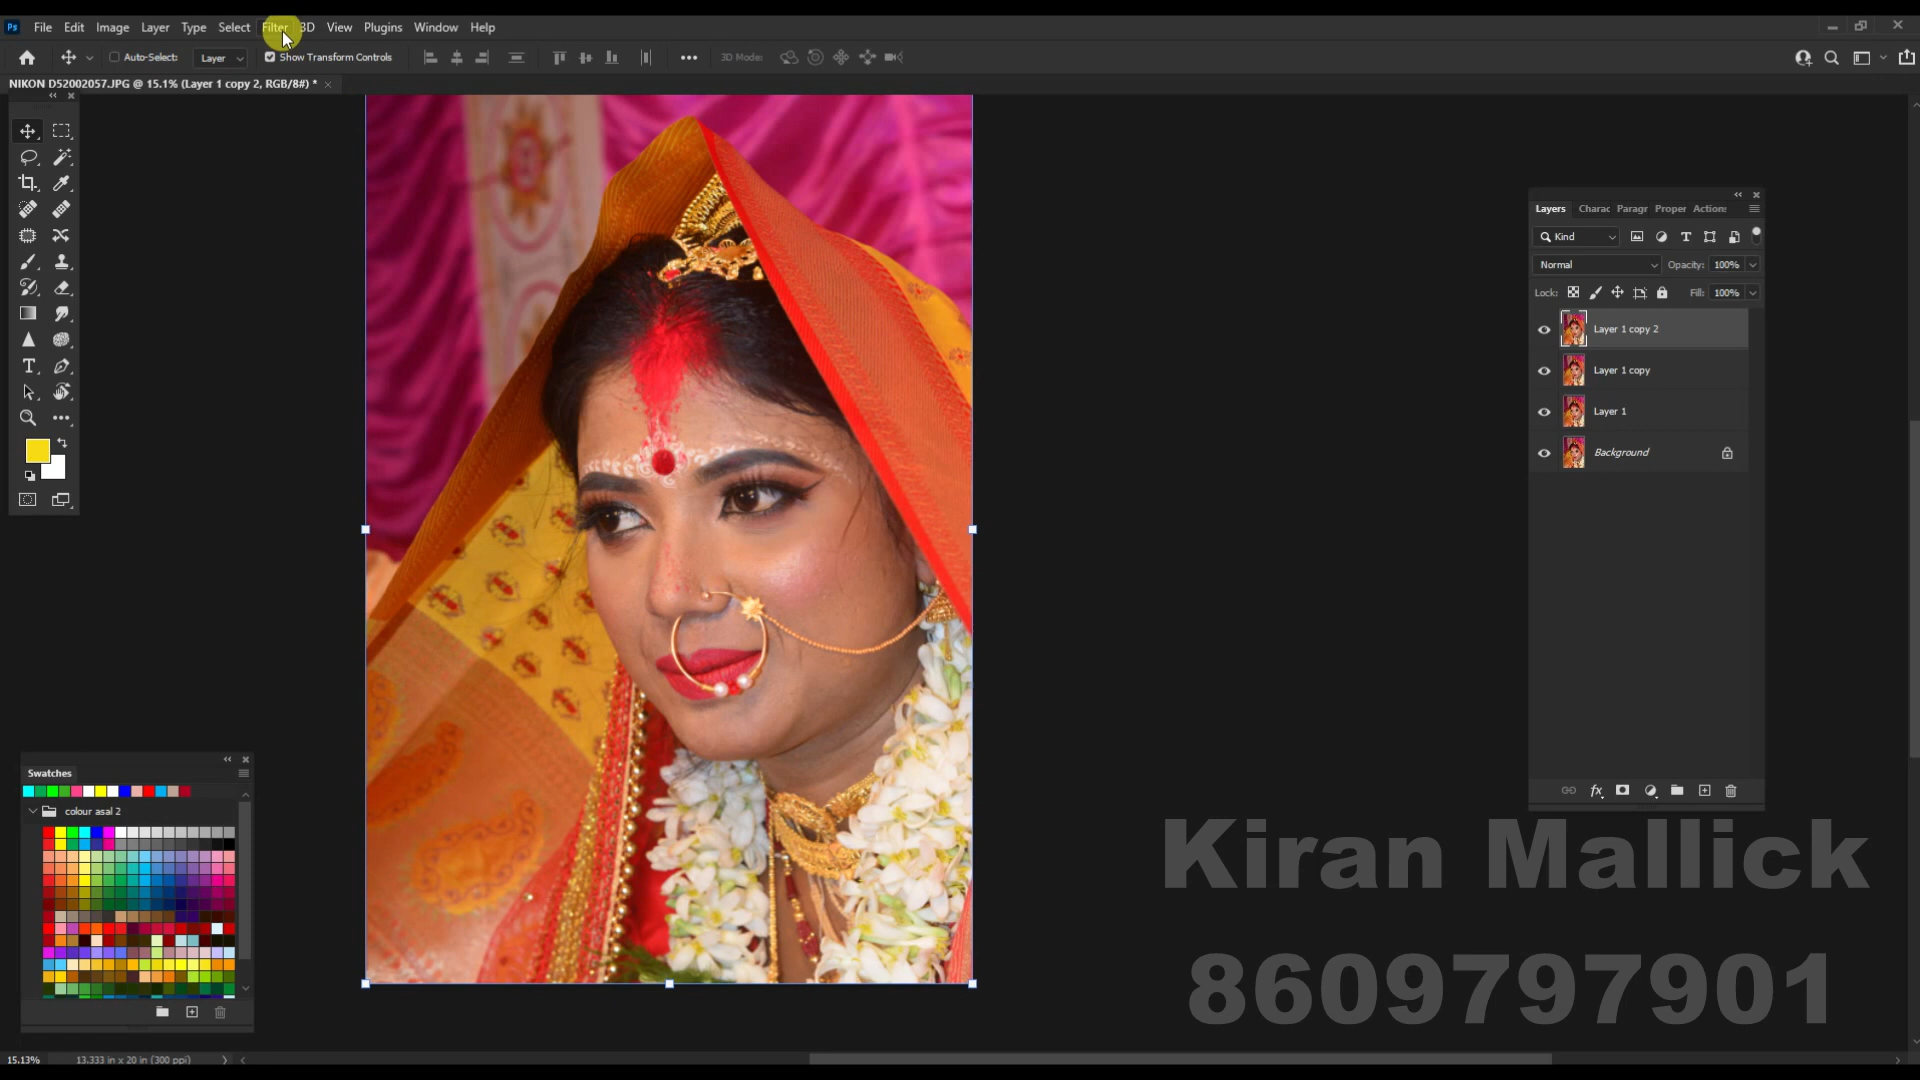 Ps File Edit Image Layer Type Select Filter 3D View Plugins Window Help
Auto-Select: Layer Show Transform Controls 3D Mode:
NIKON D52002057.JPG @ 15.1% (Layer 1 copy 2, RGB/8#) *
Layers Charac Paragr Proper Actions
Kind
Normal Opacity: 100%
Lock: Fill: 100%
Layer 1 copy 2
Layer 1 copy
Layer 1
Background
fx
Swatches
colour asal 2
Kiran Mallick
8609797901
15.13% 13.333 in x 20 in (300 ppi)